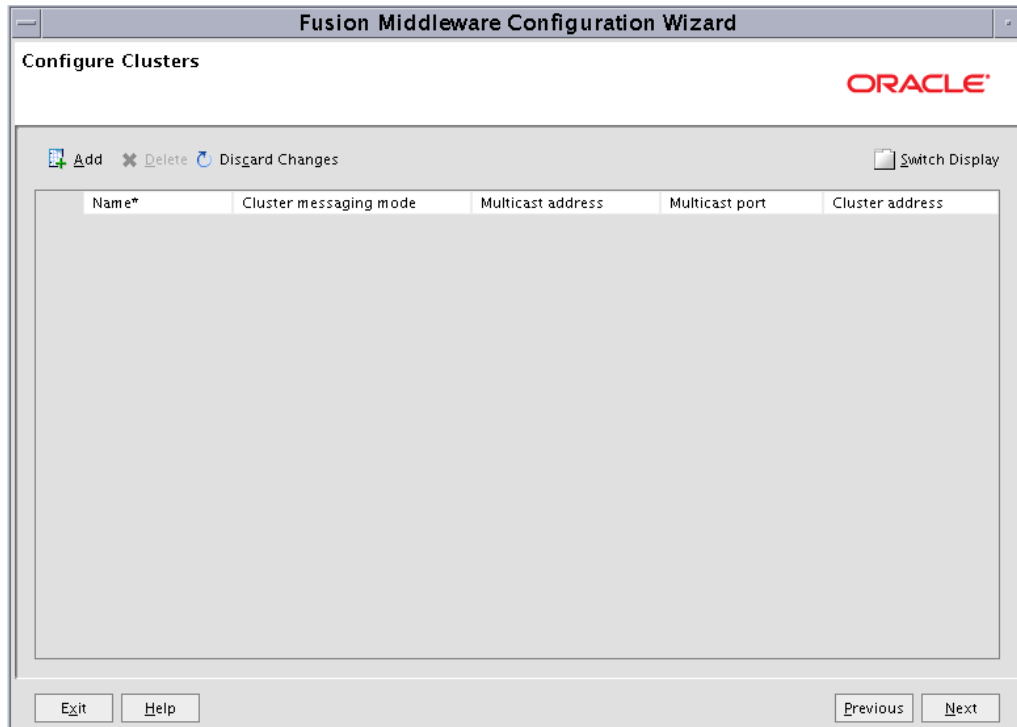 Fusion Middleware Configuration Wizard
Configure Clusters
ORACLE
Add Delete Discard Changes Switch Display
Name* Cluster messaging mode Multicast address Multicast port Cluster address
Exit Help Previous Next